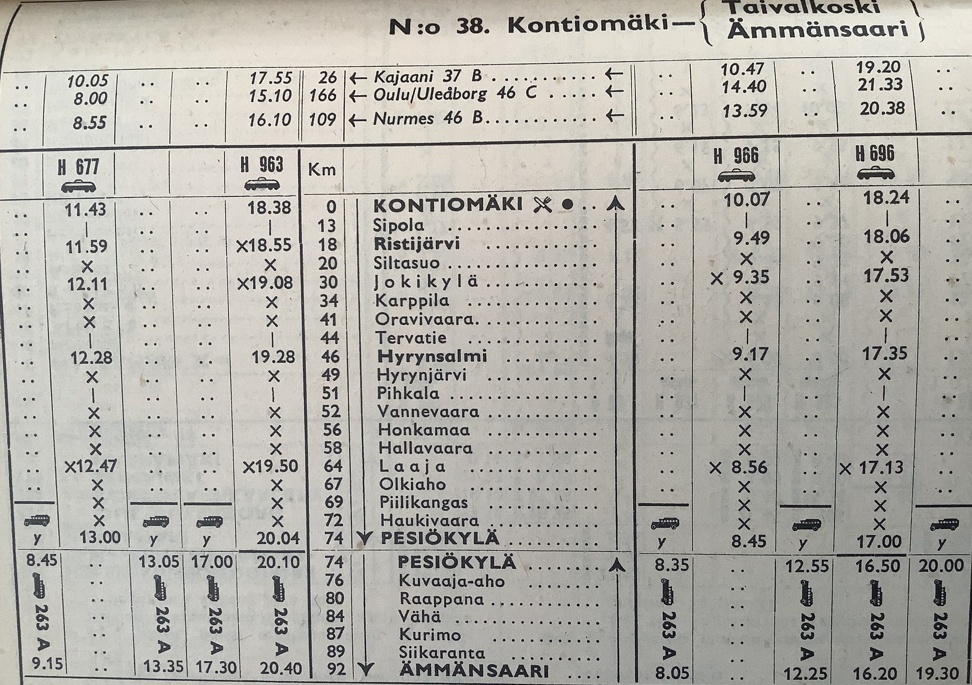 N:o 38. Kontiomäki— { Taivalkoski
Ämmänsaari }
.. 10.05 .. .. 17.55 26 ← Kajaani 37 B .......... ← .. 10.47 .. 19.20 ..
.. 8.00 .. .. 15.10 166 ← Oulu/Uleåborg 46 C ..... ← .. 14.40 .. 21.33 ..
.. 8.55 .. .. 16.10 109 ← Nurmes 46 B .......... ← .. 13.59 .. 20.38 ..
H 677 H 963 Km H 966 H 696
.. 11.43 .. .. 18.38 0 KONTIOMÄKI ● .. .. 10.07 .. 18.24 ..
.. | .. .. | 13 Sipola .......... .. | .. | ..
.. 11.59 .. .. ×18.55 18 Ristijärvi .......... .. 9.49 .. 18.06 ..
.. × .. .. × 20 Siltasuo .......... .. × .. × ..
.. 12.11 .. .. ×19.08 30 Jokikylä .......... .. × 9.35 .. 17.53 ..
.. × .. .. × 34 Karppila .......... .. × .. × ..
.. × .. .. × 41 Oravivaara .......... .. × .. × ..
.. | .. .. | 44 Tervatie .......... .. | .. | ..
.. 12.28 .. .. 19.28 46 Hyrynsalmi .......... .. 9.17 .. 17.35 ..
.. × .. .. × 49 Hyrynjärvi .......... .. × .. × ..
.. | .. .. | 51 Pihkala .......... .. | .. | ..
.. × .. .. × 52 Vannevaara .......... .. × .. × ..
.. × .. .. × 56 Honkamaa .......... .. × .. × ..
.. × .. .. × 58 Hallavaara .......... .. × .. × ..
.. ×12.47 .. .. ×19.50 64 Laaja .......... .. × 8.56 .. × 17.13 ..
.. × .. .. × 67 Olkiaho .......... .. × .. × ..
× × 69 Piilikangas .......... × ×
× × 72 Haukivaara .......... × ×
y 13.00 y y 20.04 74 PESIÖKYLÄ .......... y 8.45 y 17.00 y
8.45 .. 13.05 17.00 20.10 74 PESIÖKYLÄ .......... 8.35 .. 12.55 16.50 20.00
76 Kuvaaja-aho ..........
263 A .. 263 A 263 A 263 A 80 Raappana .......... 263 A .. 263 A 263 A 263 A
84 Vähä ..........
87 Kurimo ..........
89 Siikaranta ..........
9.15 .. 13.35 17.30 20.40 92 ÄMMÄNSAARI .......... 8.05 .. 12.25 16.20 19.30